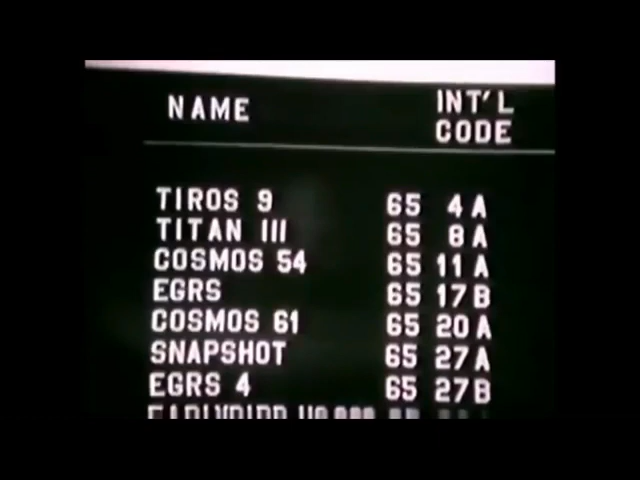 NAME INT'L CODE
TIROS 9 65 4 A
TITAN III 65 8 A
COSMOS 54 65 11 A
EGRS 65 17 B
COSMOS 61 65 20 A
SNAPSHOT 65 27 A
EGRS 4 65 27 B